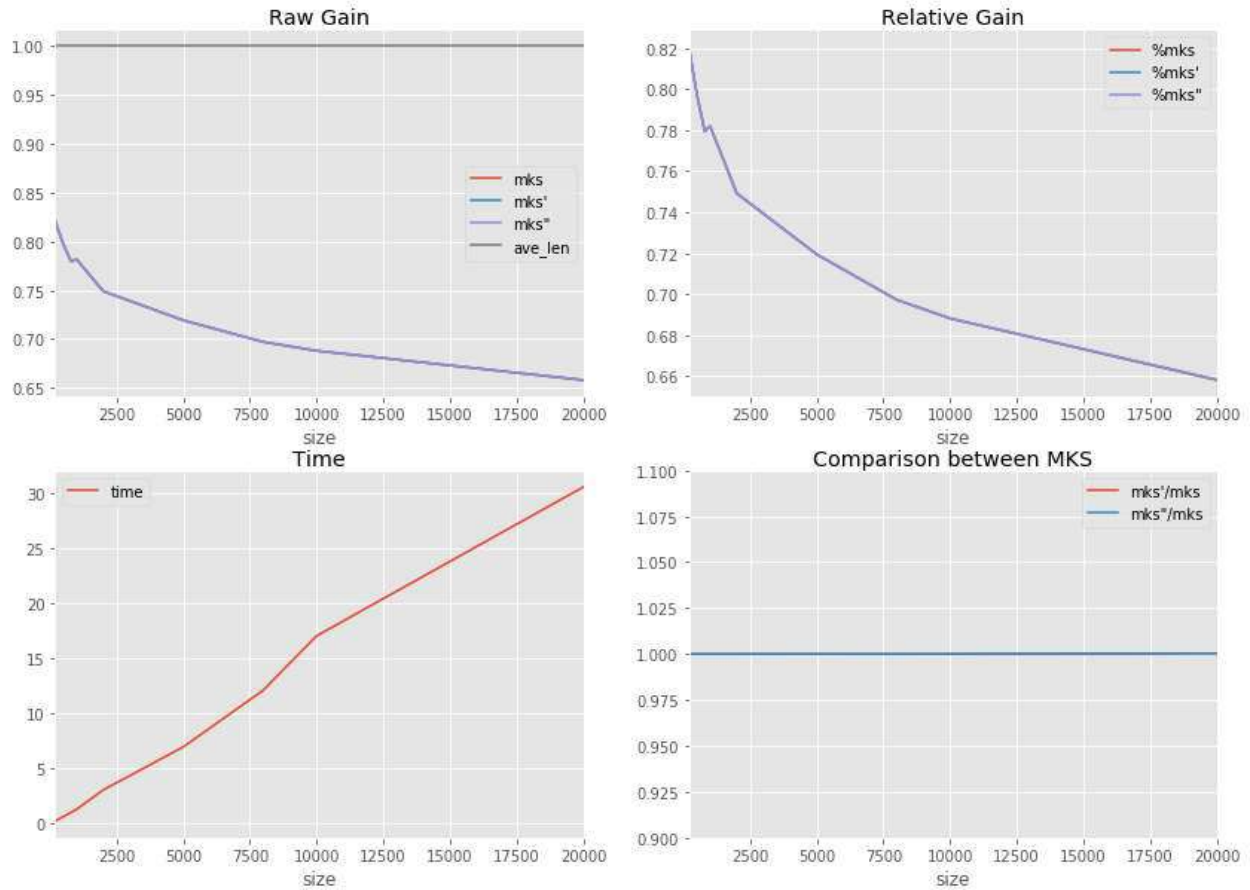 Raw Gain
1.00
0.95
0.90
0.85
0.80
0.75
0.70
0.65
mks
mks'
mks"
ave_len
2500 5000 7500 10000 12500 15000 17500 20000
size
Relative Gain
0.82
0.80
0.78
0.76
0.74
0.72
0.70
0.68
0.66
%mks
%mks'
%mks"
2500 5000 7500 10000 12500 15000 17500 20000
size
Time
30
25
20
15
10
5
0
time
2500 5000 7500 10000 12500 15000 17500 20000
size
Comparison between MKS
1.100
1.075
1.050
1.025
1.000
0.975
0.950
0.925
0.900
mks'/mks
mks"/mks
2500 5000 7500 10000 12500 15000 17500 20000
size